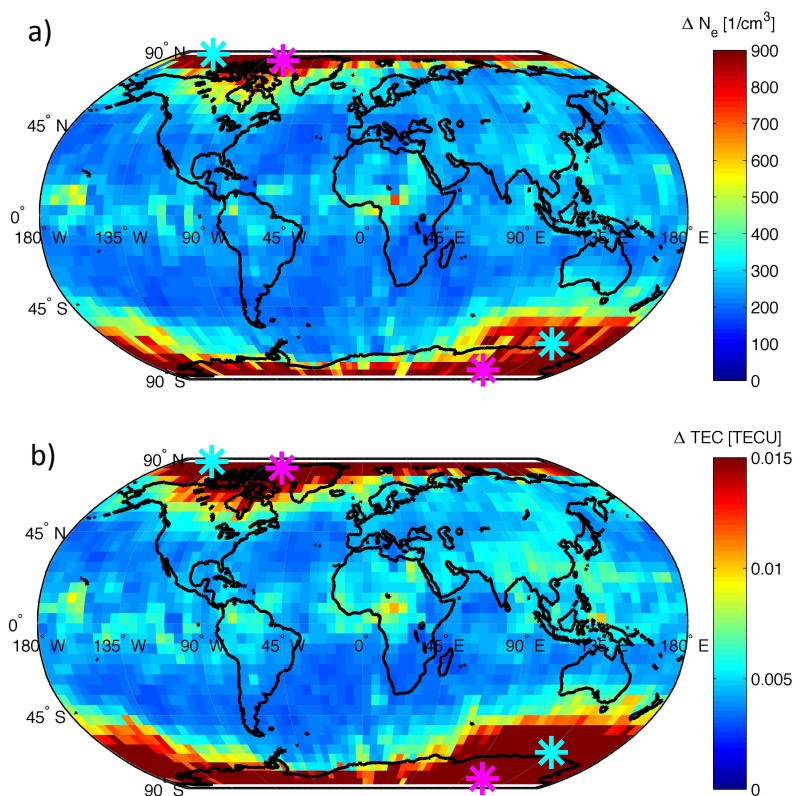 a)
Δ Nₑ [1/cm³]
90° N
45° N
0°
180° W
135° W
90° W
45° W
0°
45° E
90° E
135° E
180° E
45° S
90° S
900
800
700
600
500
400
300
200
100
0
b)
Δ TEC [TECU]
90° N
45° N
0°
180° W
135° W
90° W
45° W
0°
45° E
90° E
135° E
180° E
45° S
90° S
0.015
0.01
0.005
0